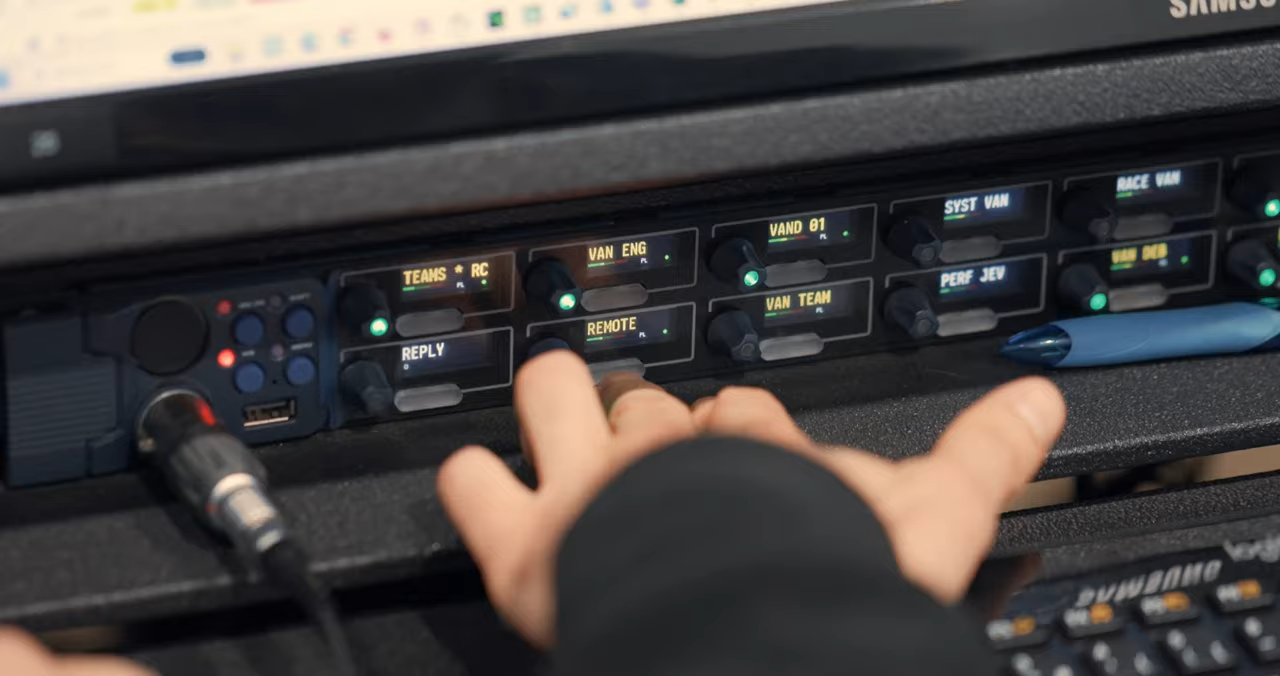 SAMSU
TEAMS * RC
VAN ENG
VAND 01
SYST VAN
RACE VAN
REPLY
REMOTE
VAN TEAM
PERF JEV
VAN DEB